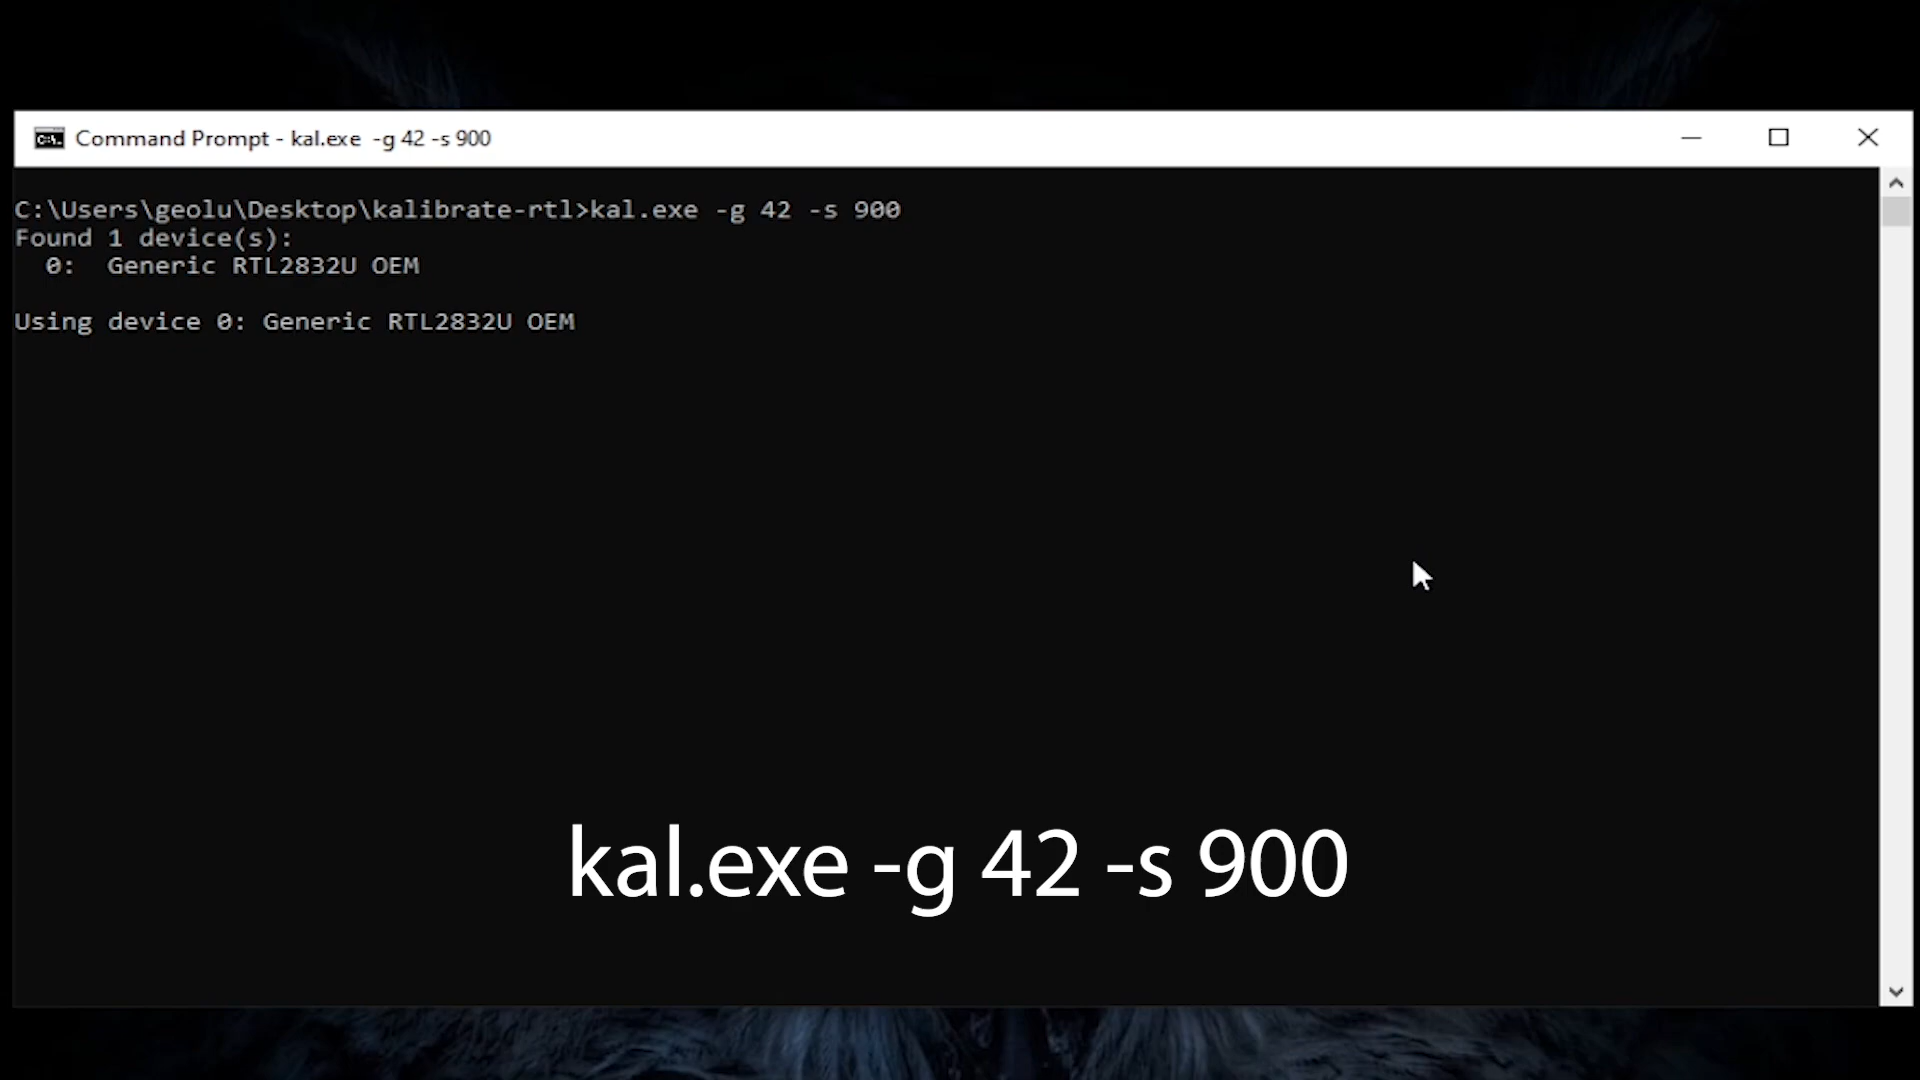 Command Prompt - kal.exe -g 42 -s 900
C:\Users\geolu\Desktop\kalibrate-rtl>kal.exe -g 42 -s 900
Found 1 device(s):
0: Generic RTL2832U OEM
Using device 0: Generic RTL2832U OEM
kal.exe -g 42 -s 900